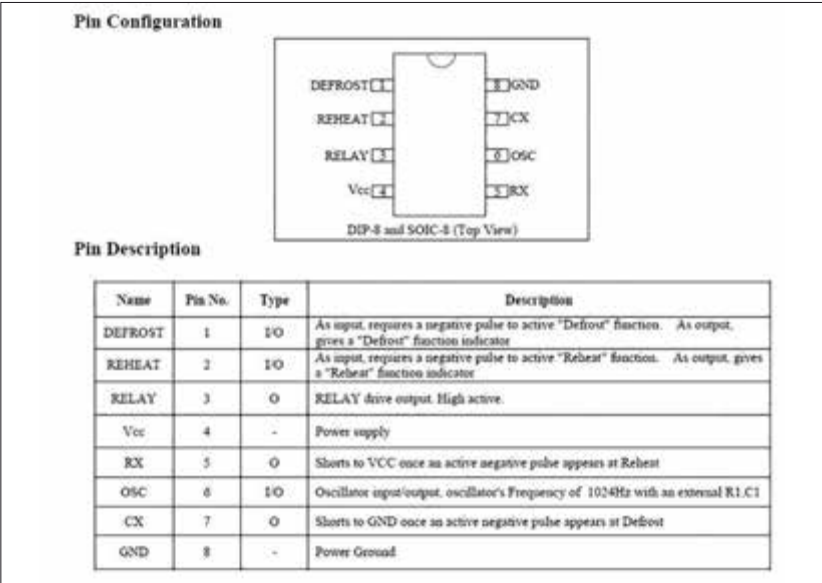 Pin Configuration
DEFROST 1
8 GND
REHEAT 2
7 CX
RELAY 3
6 OSC
Vcc 4
5 RX
DIP-8 and SOIC-8 (Top View)
Pin Description
Name Pin No. Type Description
DEFROST 1 I/O As input, requires a negative pulse to active "Defrost" function. As output,
gives a "Defrost" function indicator
REHEAT 2 I/O As input, requires a negative pulse to active "Reheat" function. As output, gives
a "Reheat" function indicator
RELAY 3 O RELAY drive output. High active.
Vcc 4 - Power supply
RX 5 O Shorts to VCC once an active negative pulse appears at Reheat
OSC 6 I/O Oscillator input/output, oscillator's Frequency of 1024Hz with an external R1,C1
CX 7 O Shorts to GND once an active negative pulse appears at Defrost
GND 8 - Power Ground